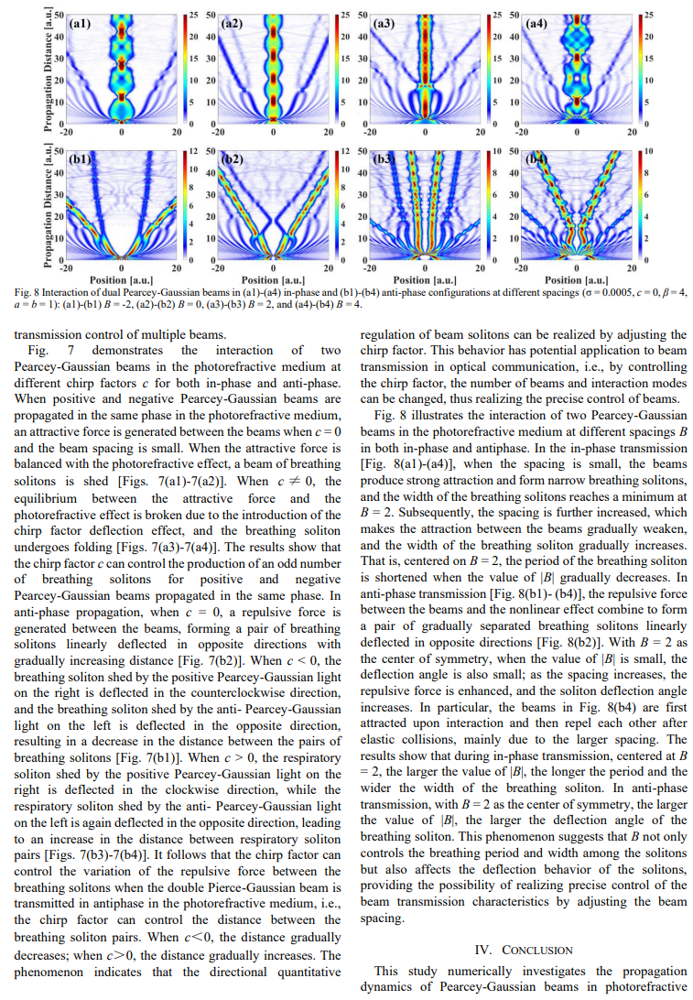 (a1) (a2) (a3) (a4)
Propagation Distance [a.u.]
50 40 30 20 10 0
-20 0 20
25 20 15 10 5 0
50 40 30 20 10 0
-20 0 20
25 20 15 10 5 0
50 40 30 20 10 0
-20 0 20
25 20 15 10 5 0
50 40 30 20 10 0
-20 0 20
25 20 15 10 5 0
(b1) (b2) (b3) (b4)
Propagation Distance [a.u.]
50 40 30 20 10 0
-20 0 20
12 10 8 6 4 2 0
50 40 30 20 10 0
-20 0 20
12 10 8 6 4 2 0
50 40 30 20 10 0
-20 0 20
10 8 6 4 2 0
50 40 30 20 10 0
-20 0 20
10 8 6 4 2 0
Position [a.u.] Position [a.u.] Position [a.u.] Position [a.u.]
Fig. 8 Interaction of dual Pearcey-Gaussian beams in (a1)-(a4) in-phase and (b1)-(b4) anti-phase configurations at different spacings (σ = 0.0005, c = 0, β = 4,
a = b = 1): (a1)-(b1) B = -2, (a2)-(b2) B = 0, (a3)-(b3) B = 2, and (a4)-(b4) B = 4.
transmission control of multiple beams.
Fig. 7 demonstrates the interaction of two
Pearcey-Gaussian beams in the photorefractive medium at
different chirp factors c for both in-phase and anti-phase.
When positive and negative Pearcey-Gaussian beams are
propagated in the same phase in the photorefractive medium,
an attractive force is generated between the beams when c = 0
and the beam spacing is small. When the attractive force is
balanced with the photorefractive effect, a beam of breathing
solitons is shed [Figs. 7(a1)-7(a2)]. When c ≠ 0, the
equilibrium between the attractive force and the
photorefractive effect is broken due to the introduction of the
chirp factor deflection effect, and the breathing soliton
undergoes folding [Figs. 7(a3)-7(a4)]. The results show that
the chirp factor c can control the production of an odd number
of breathing solitons for positive and negative
Pearcey-Gaussian beams propagated in the same phase. In
anti-phase propagation, when c = 0, a repulsive force is
generated between the beams, forming a pair of breathing
solitons linearly deflected in opposite directions with
gradually increasing distance [Fig. 7(b2)]. When c < 0, the
breathing soliton shed by the positive Pearcey-Gaussian light
on the right is deflected in the counterclockwise direction,
and the breathing soliton shed by the anti- Pearcey-Gaussian
light on the left is deflected in the opposite direction,
resulting in a decrease in the distance between the pairs of
breathing solitons [Fig. 7(b1)]. When c > 0, the respiratory
soliton shed by the positive Pearcey-Gaussian light on the
right is deflected in the clockwise direction, while the
respiratory soliton shed by the anti- Pearcey-Gaussian light
on the left is again deflected in the opposite direction, leading
to an increase in the distance between respiratory soliton
pairs [Figs. 7(b3)-7(b4)]. It follows that the chirp factor can
control the variation of the repulsive force between the
breathing solitons when the double Pierce-Gaussian beam is
transmitted in antiphase in the photorefractive medium, i.e.,
the chirp factor can control the distance between the
breathing soliton pairs. When c<0, the distance gradually
decreases; when c>0, the distance gradually increases. The
phenomenon indicates that the directional quantitative
regulation of beam solitons can be realized by adjusting the
chirp factor. This behavior has potential application to beam
transmission in optical communication, i.e., by controlling
the chirp factor, the number of beams and interaction modes
can be changed, thus realizing the precise control of beams.
Fig. 8 illustrates the interaction of two Pearcey-Gaussian
beams in the photorefractive medium at different spacings B
in both in-phase and antiphase. In the in-phase transmission
[Fig. 8(a1)-(a4)], when the spacing is small, the beams
produce strong attraction and form narrow breathing solitons,
and the width of the breathing solitons reaches a minimum at
B = 2. Subsequently, the spacing is further increased, which
makes the attraction between the beams gradually weaken,
and the width of the breathing soliton gradually increases.
That is, centered on B = 2, the period of the breathing soliton
is shortened when the value of |B| gradually decreases. In
anti-phase transmission [Fig. 8(b1)- (b4)], the repulsive force
between the beams and the nonlinear effect combine to form
a pair of gradually separated breathing solitons linearly
deflected in opposite directions [Fig. 8(b2)]. With B = 2 as
the center of symmetry, when the value of |B| is small, the
deflection angle is also small; as the spacing increases, the
repulsive force is enhanced, and the soliton deflection angle
increases. In particular, the beams in Fig. 8(b4) are first
attracted upon interaction and then repel each other after
elastic collisions, mainly due to the larger spacing. The
results show that during in-phase transmission, centered at B
= 2, the larger the value of |B|, the longer the period and the
wider the width of the breathing soliton. In anti-phase
transmission, with B = 2 as the center of symmetry, the larger
the value of |B|, the larger the deflection angle of the
breathing soliton. This phenomenon suggests that B not only
controls the breathing period and width among the solitons
but also affects the deflection behavior of the solitons,
providing the possibility of realizing precise control of the
beam transmission characteristics by adjusting the beam
spacing.
IV. CONCLUSION
This study numerically investigates the propagation
dynamics of Pearcey-Gaussian beams in photorefractive